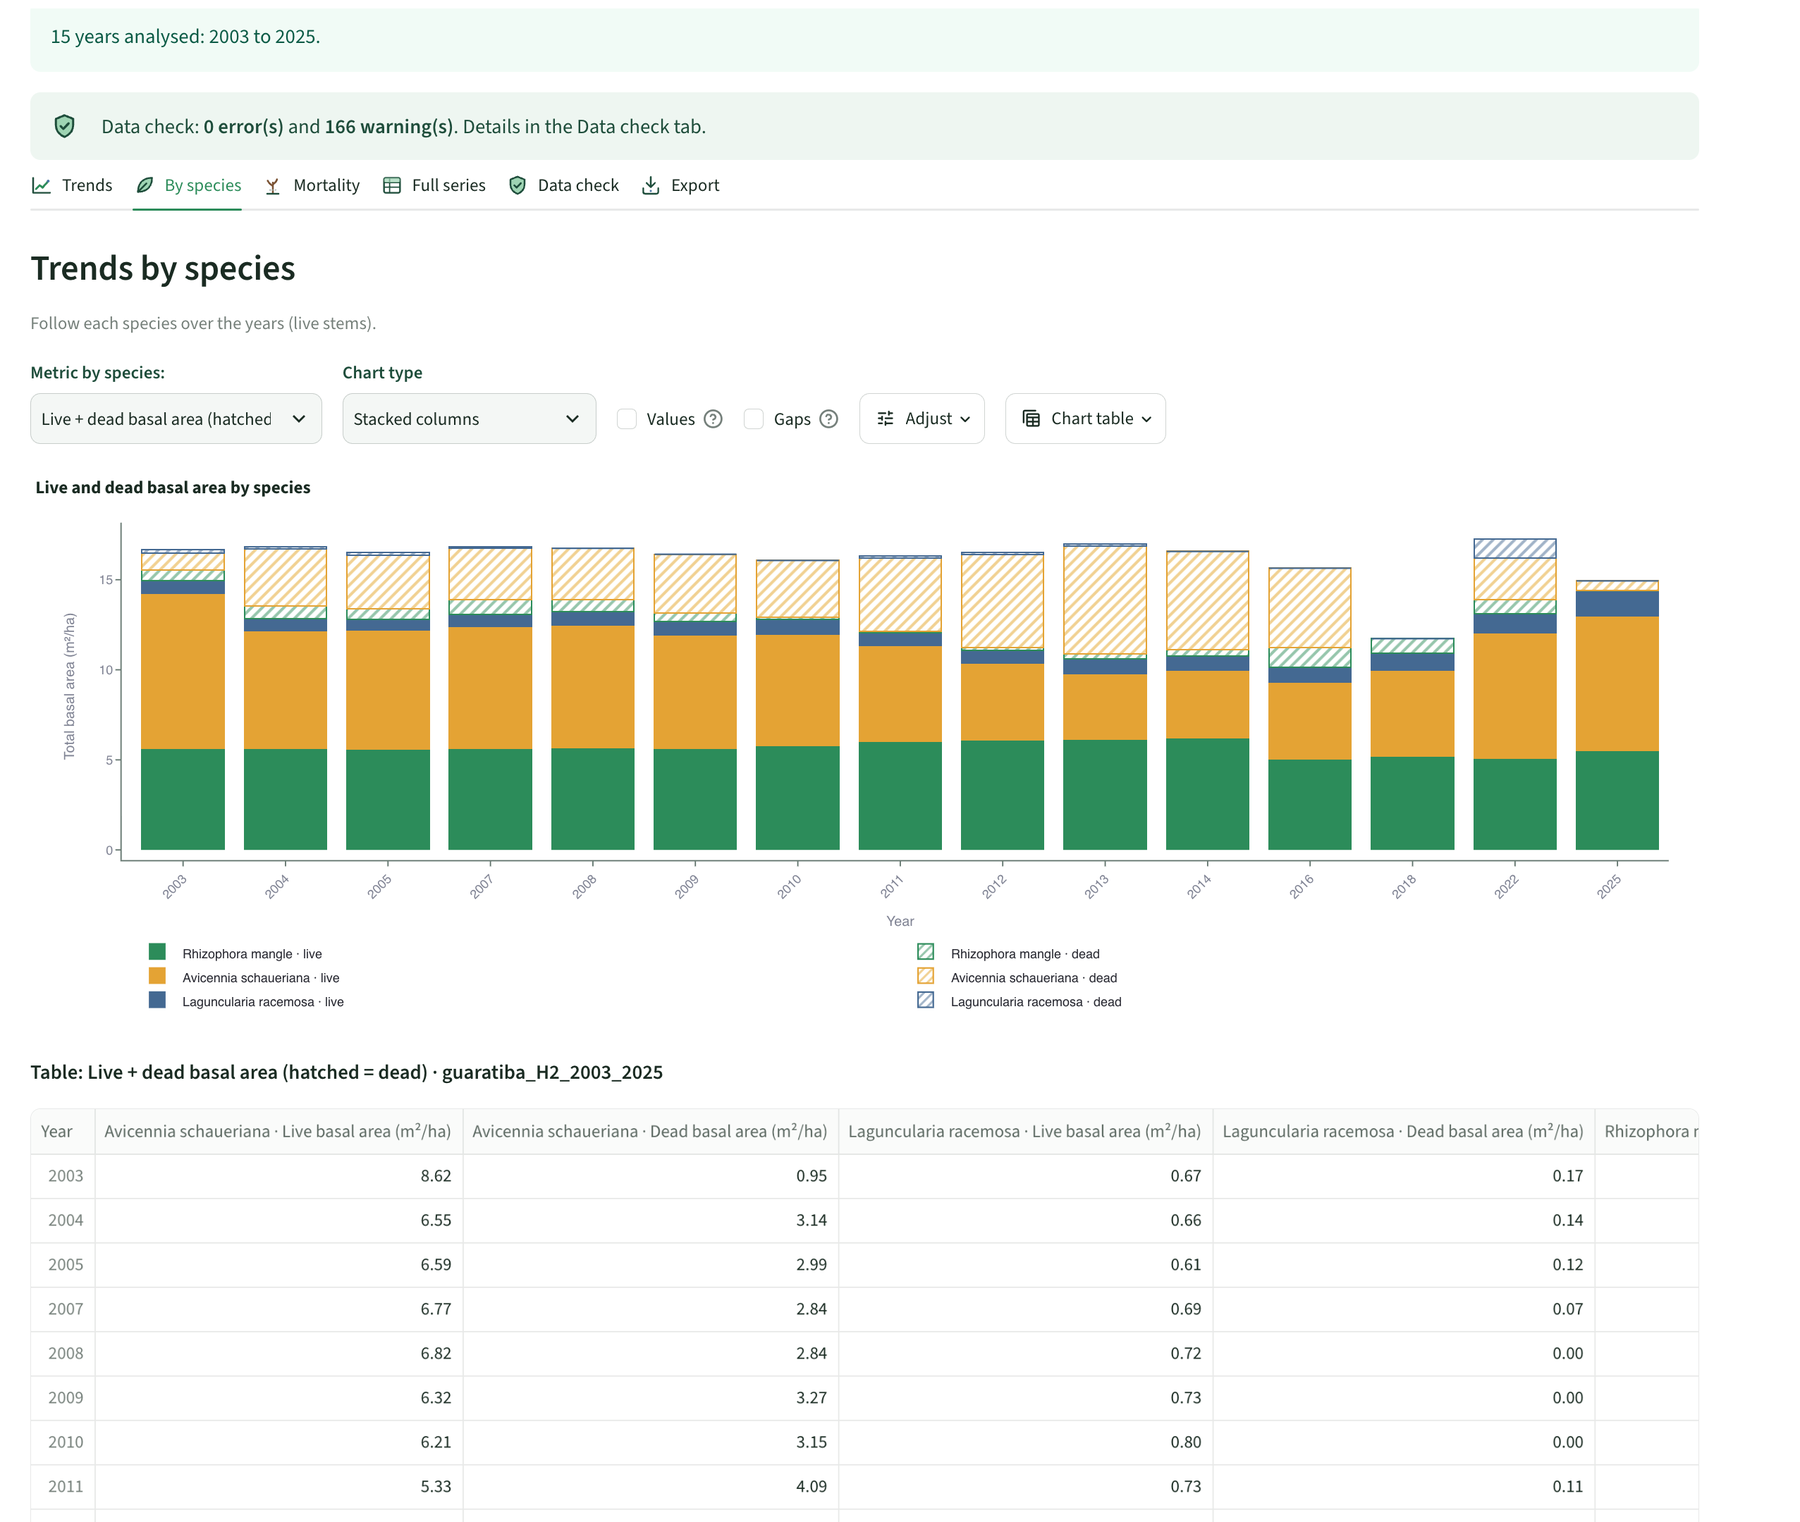 15 years analysed: 2003 to 2025.
Data check: 0 error(s) and 166 warning(s). Details in the Data check tab.
Trends By species Mortality Full series Data check Export
Trends by species
Follow each species over the years (live stems).
Metric by species: Chart type
Live + dead basal area (hatched Stacked columns Values ? Gaps ? Adjust Chart table
Live and dead basal area by species
Total basal area (m²/ha)
15
10
5
0
2003 2004 2005 2007 2008 2009 2010 2011 2012 2013 2014 2016 2018 2022 2025
Year
Rhizophora mangle · live Rhizophora mangle · dead
Avicennia schaueriana · live Avicennia schaueriana · dead
Laguncularia racemosa · live Laguncularia racemosa · dead
Table: Live + dead basal area (hatched = dead) · guaratiba_H2_2003_2025
Year Avicennia schaueriana · Live basal area (m²/ha) Avicennia schaueriana · Dead basal area (m²/ha) Laguncularia racemosa · Live basal area (m²/ha) Laguncularia racemosa · Dead basal area (m²/ha) Rhizophora
2003 8.62 0.95 0.67 0.17
2004 6.55 3.14 0.66 0.14
2005 6.59 2.99 0.61 0.12
2007 6.77 2.84 0.69 0.07
2008 6.82 2.84 0.72 0.00
2009 6.32 3.27 0.73 0.00
2010 6.21 3.15 0.80 0.00
2011 5.33 4.09 0.73 0.11